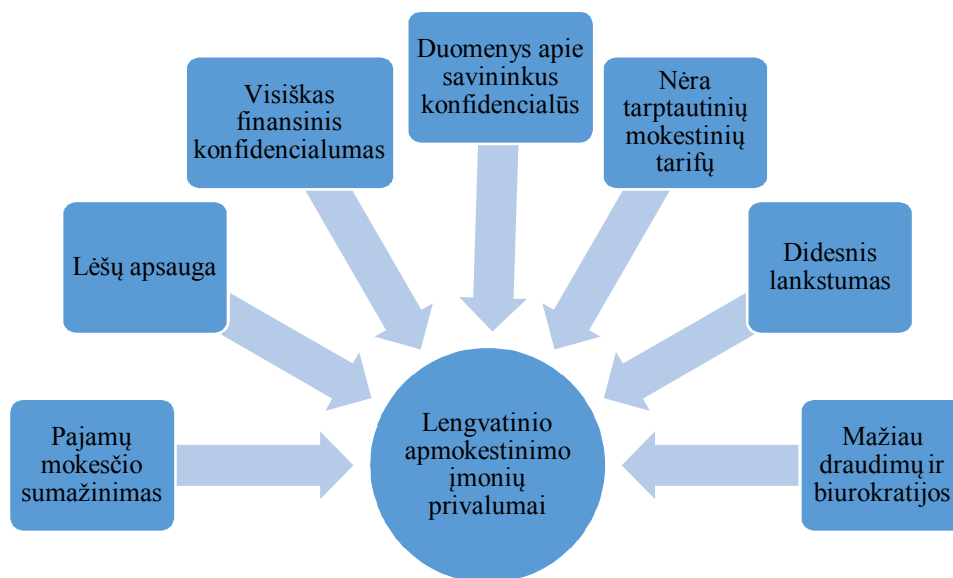 Pajamų
mokesčio
sumažinimas
Lėšų apsauga
Visiškas
finansinis
konfidencialumas
Duomenys apie
savininkus
konfidencialūs
Nėra
tarptautinių
mokestinių
tarifų
Didesnis
lankstumas
Mažiau
draudimų ir
biurokratijos
Lengvatinio
apmokestinimo
įmonių
privalumai